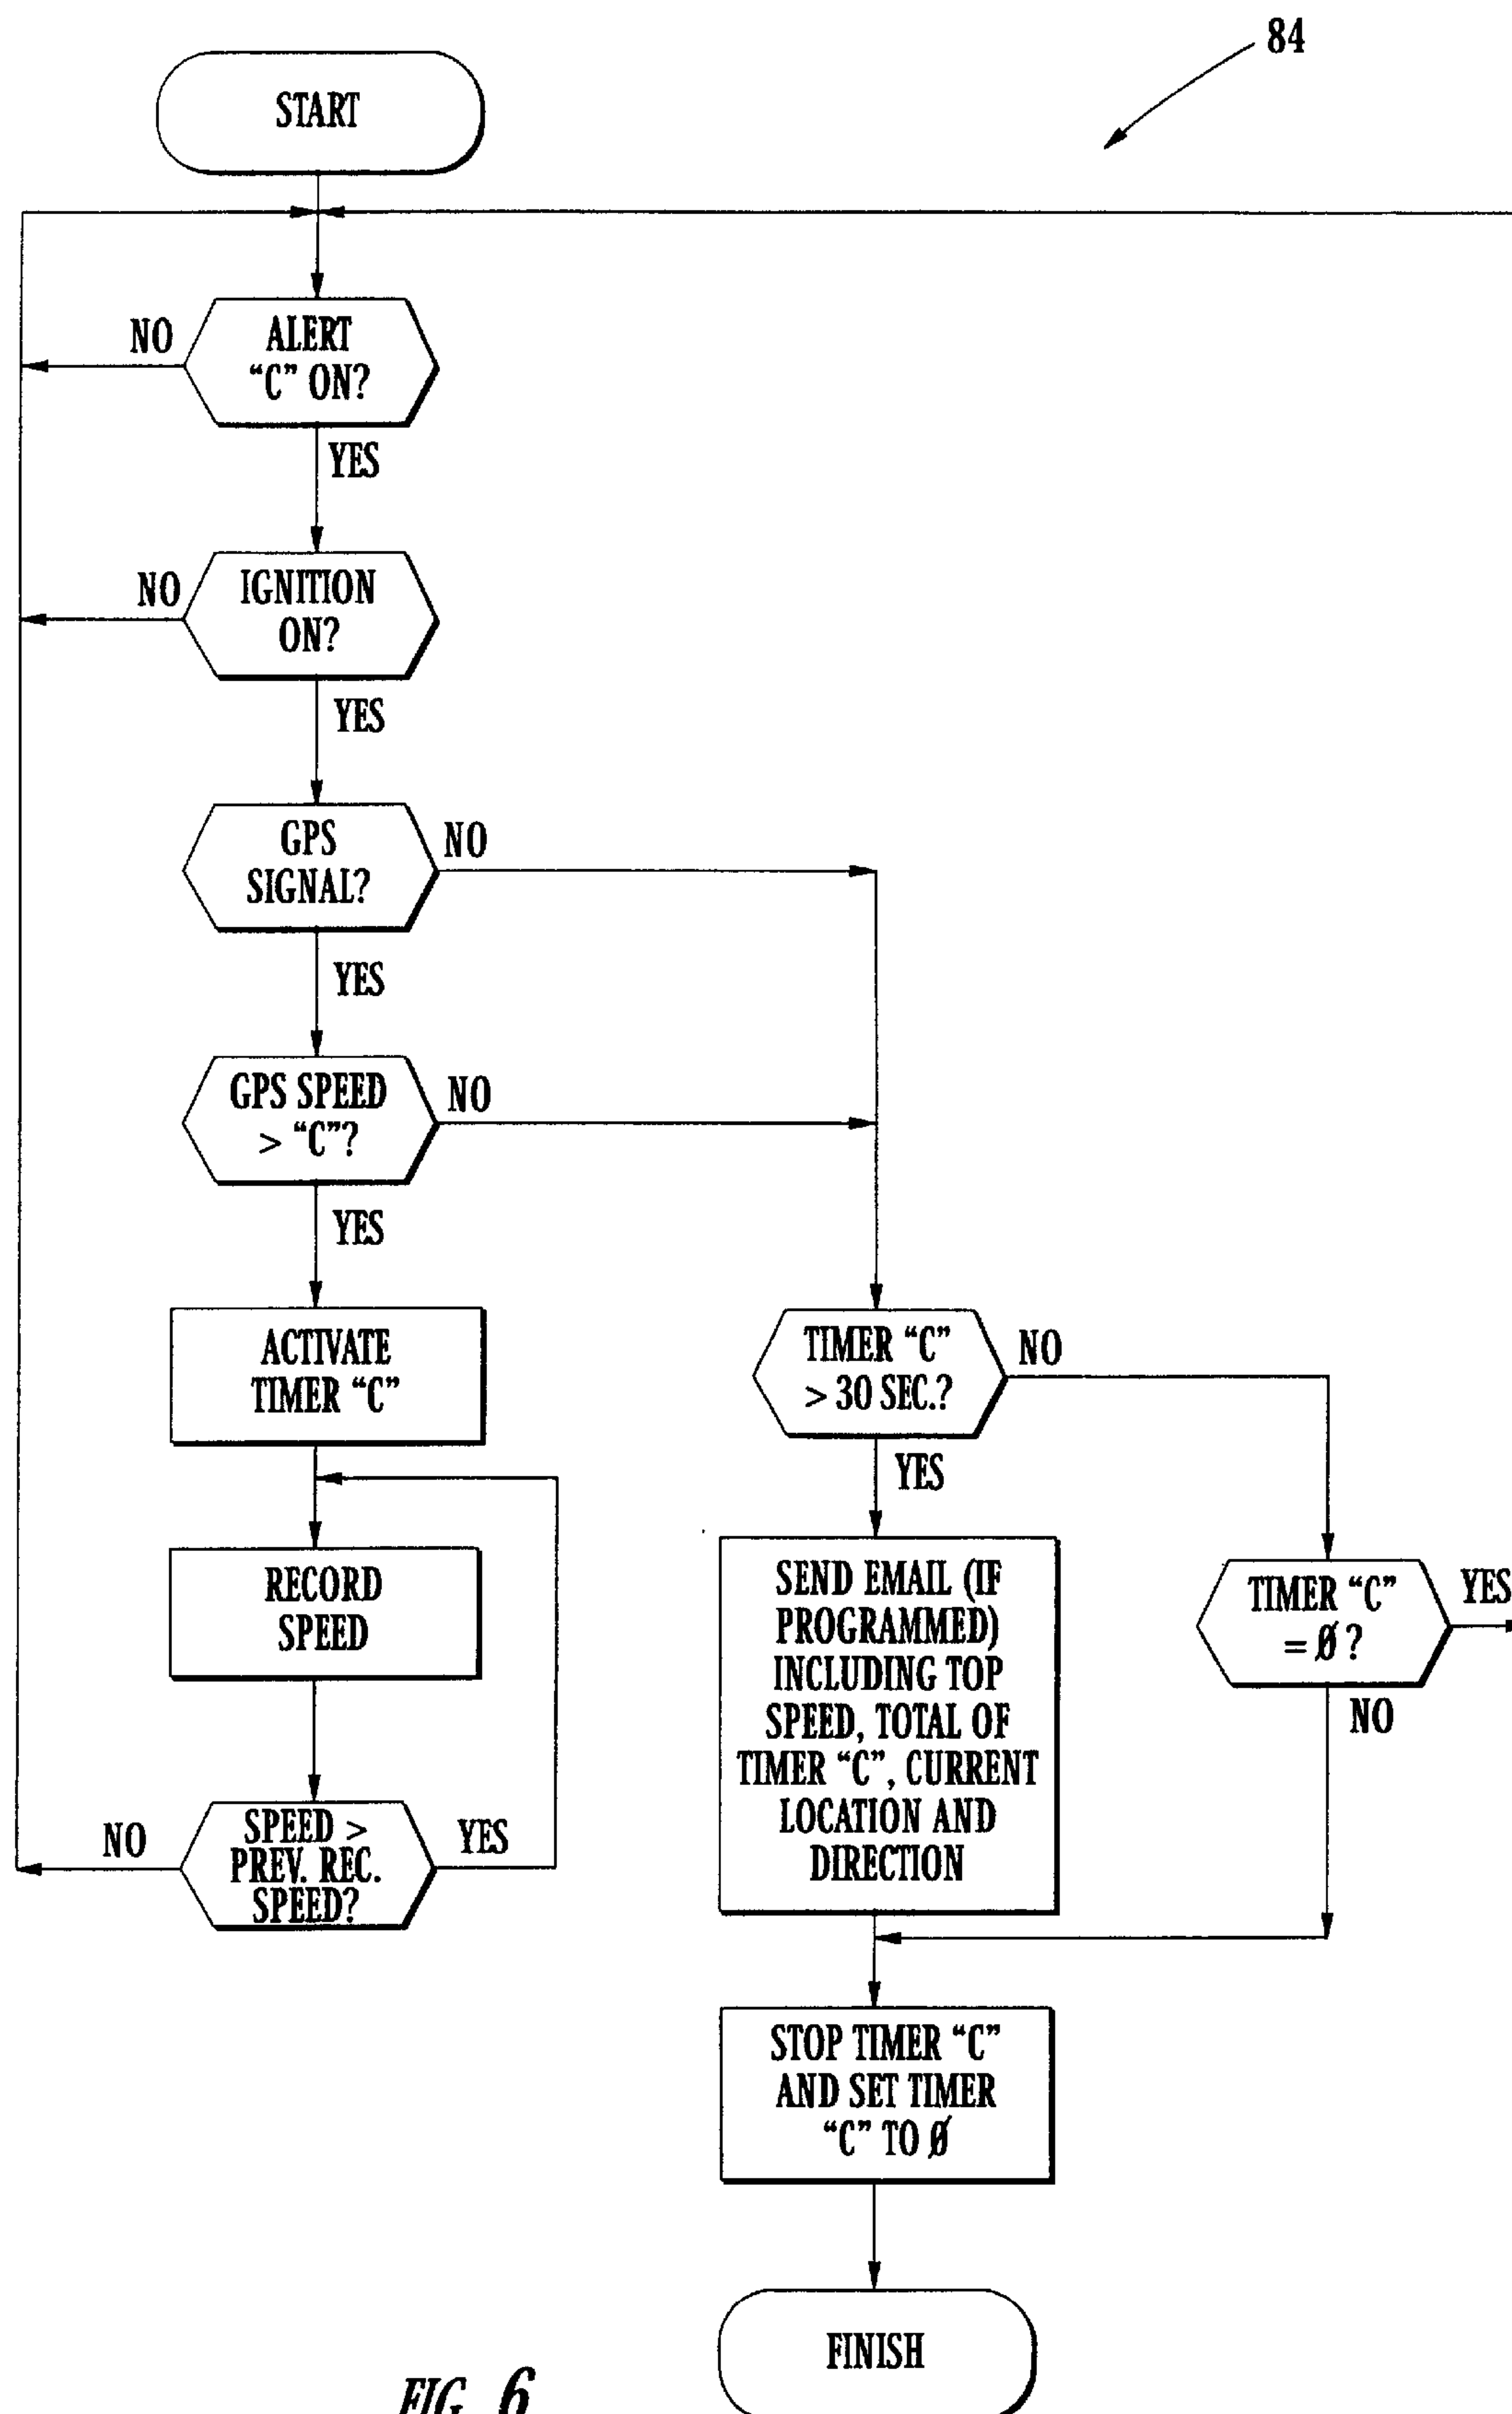 84
START
ALERT
“C” ON?
NO
YES
IGNITION
ON?
NO
YES
GPS
SIGNAL?
NO
YES
GPS SPEED
> “C”?
NO
YES
ACTIVATE
TIMER “C”
RECORD
SPEED
SPEED >
PREV. REC.
SPEED?
NO
YES
TIMER “C”
> 30 SEC.?
NO
YES
SEND EMAIL (IF
PROGRAMMED)
INCLUDING TOP
SPEED, TOTAL OF
TIMER “C”, CURRENT
LOCATION AND
DIRECTION
TIMER “C”
= Ø ?
YES
NO
STOP TIMER “C”
AND SET TIMER
“C” TO Ø
FINISH
FIG. 6